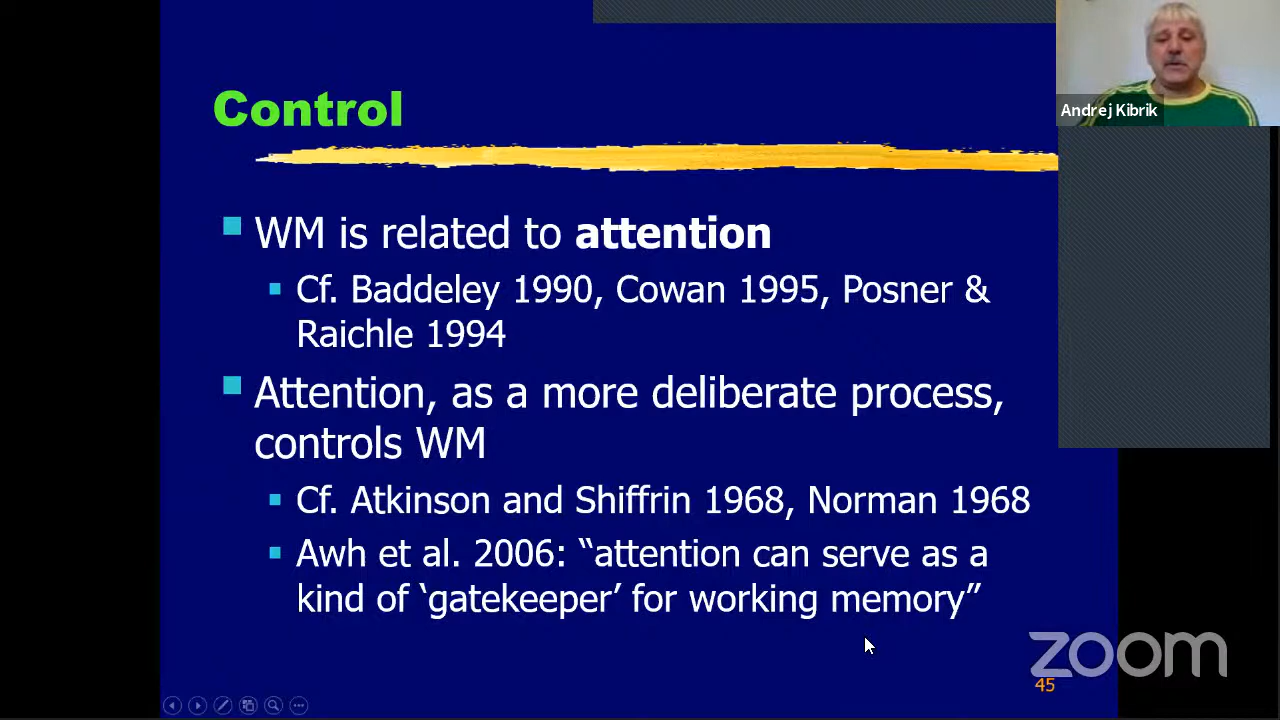 Control
WM is related to attention
Cf. Baddeley 1990, Cowan 1995, Posner &
Raichle 1994
Attention, as a more deliberate process,
controls WM
Cf. Atkinson and Shiffrin 1968, Norman 1968
Awh et al. 2006: “attention can serve as a
kind of ‘gatekeeper’ for working memory”
45
Andrej Kibrik
zoom